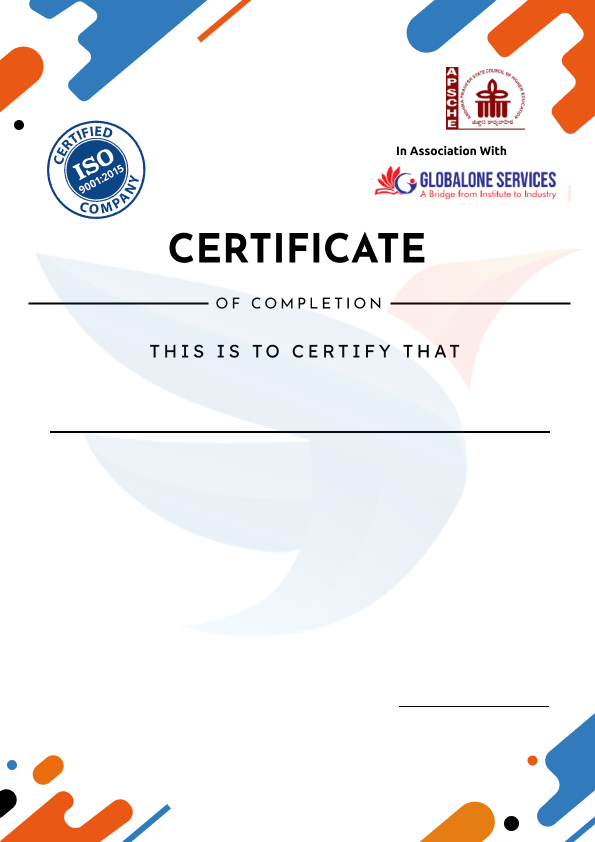 APSCHE
ANDHRA PRADESH STATE COUNCIL OF HIGHER EDUCATION
CERTIFIED
ISO
9001:2015
COMPANY
In Association With
GLOBALONE SERVICES
A Bridge from Institute to Industry
CERTIFICATE
OF COMPLETION
THIS IS TO CERTIFY THAT